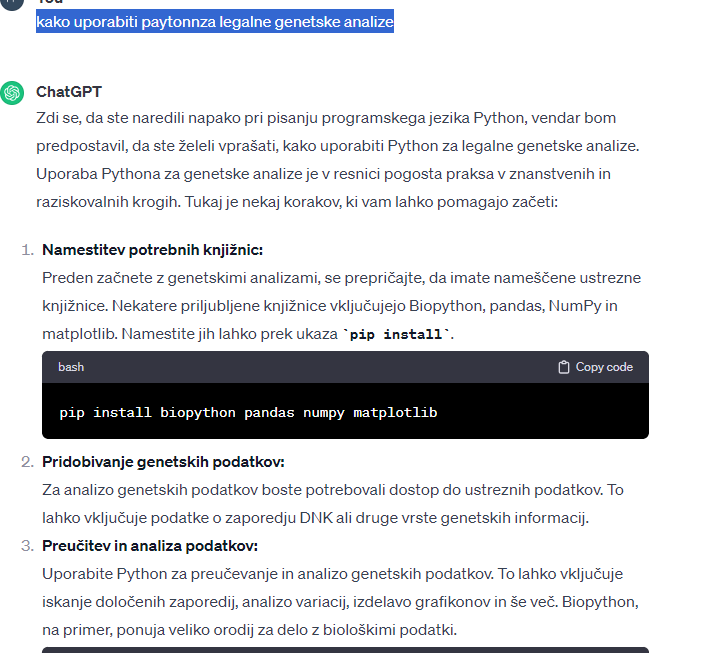 You
kako uporabiti paytonnza legalne genetske analize
ChatGPT
Zdi se, da ste naredili napako pri pisanju programskega jezika Python, vendar bom
predpostavil, da ste želeli vprašati, kako uporabiti Python za legalne genetske analize.
Uporaba Pythona za genetske analize je v resnici pogosta praksa v znanstvenih in
raziskovalnih krogih. Tukaj je nekaj korakov, ki vam lahko pomagajo začeti:
1. Namestitev potrebnih knjižnic:
Preden začnete z genetskimi analizami, se prepričajte, da imate nameščene ustrezne
knjižnice. Nekatere priljubljene knjižnice vključujejo Biopython, pandas, NumPy in
matplotlib. Namestite jih lahko prek ukaza `pip install`.
bash Copy code
pip install biopython pandas numpy matplotlib
2. Pridobivanje genetskih podatkov:
Za analizo genetskih podatkov boste potrebovali dostop do ustreznih podatkov. To
lahko vključuje podatke o zaporedju DNK ali druge vrste genetskih informacij.
3. Preučitev in analiza podatkov:
Uporabite Python za preučevanje in analizo genetskih podatkov. To lahko vključuje
iskanje določenih zaporedij, analizo variacij, izdelavo grafikonov in še več. Biopython,
na primer, ponuja veliko orodij za delo z biološkimi podatki.